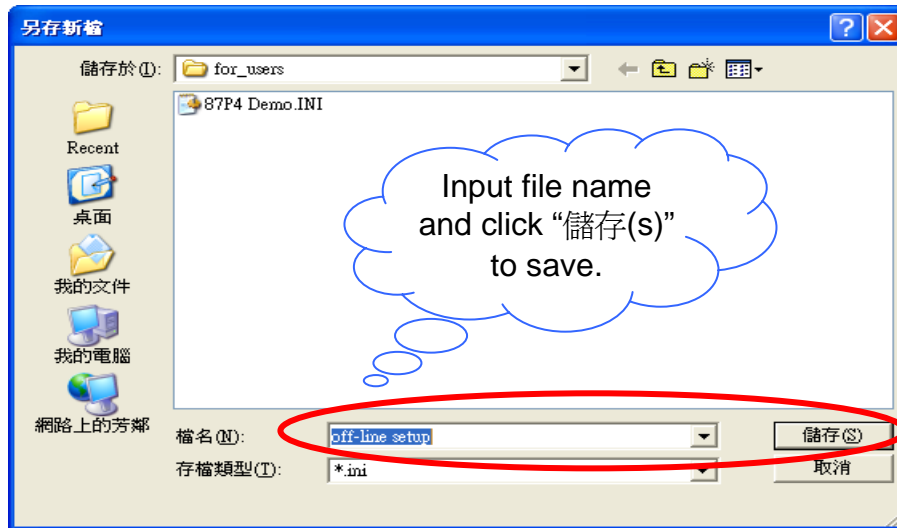 另存新檔
儲存於(I):
for_users
87P4 Demo.INI
Recent
桌面
我的文件
我的電腦
網路上的芳鄰
Input file name
and click “儲存(s)”
to save.
檔名(N):
off-line setup
儲存(S)
存檔類型(T):
*.ini
取消